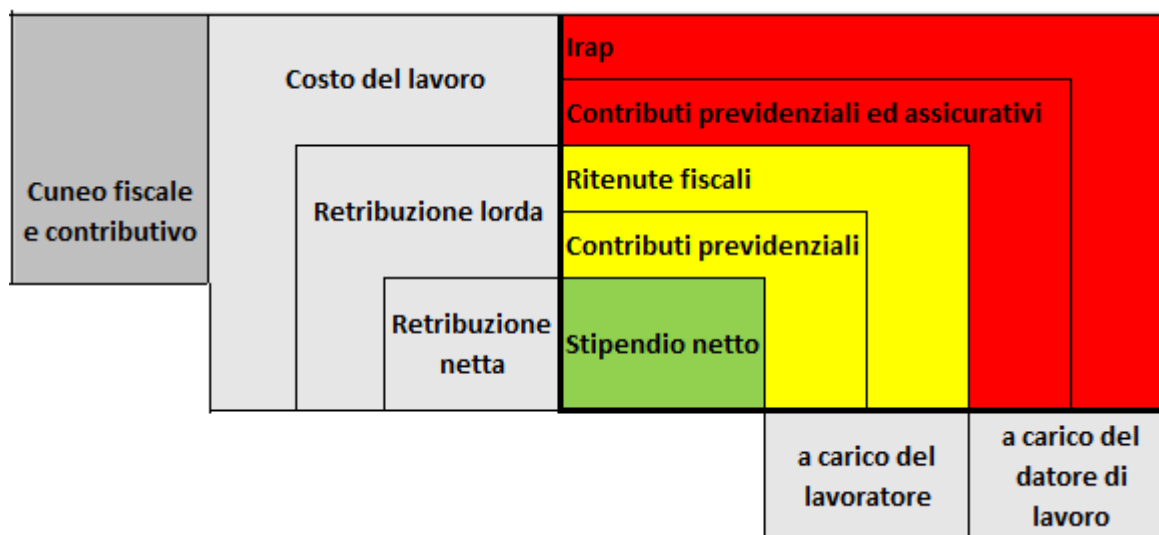 Cuneo fiscale
e contributivo
Costo del lavoro
Retribuzione lorda
Retribuzione
netta
Irap
Contributi previdenziali ed assicurativi
Ritenute fiscali
Contributi previdenziali
Stipendio netto
a carico del
lavoratore
a carico del
datore di
lavoro